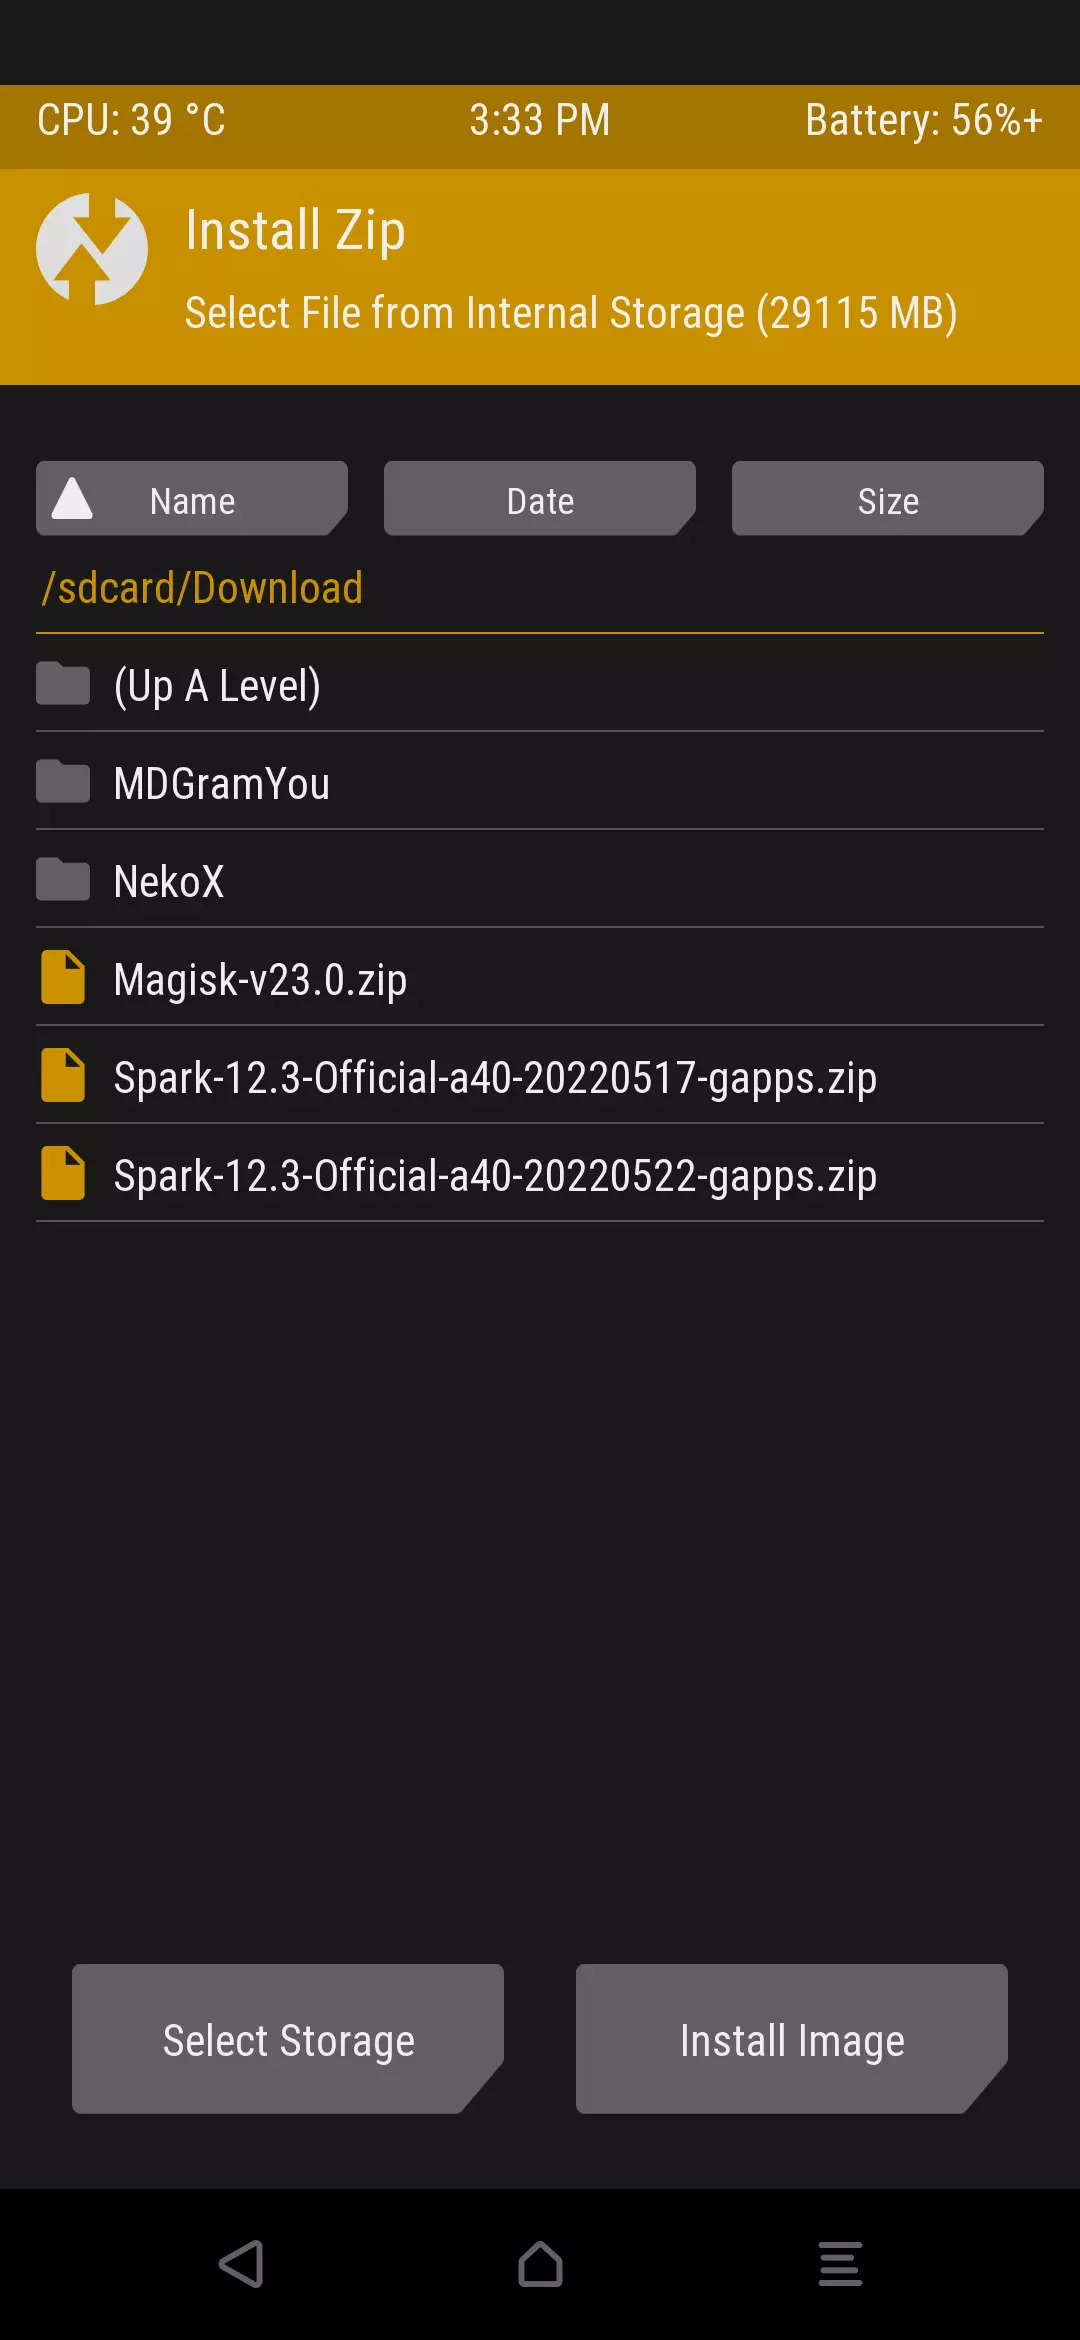 CPU: 39 °C 3:33 PM Battery: 56%+
Install Zip
Select File from Internal Storage (29115 MB)
Name Date Size
/sdcard/Download
(Up A Level)
MDGramYou
NekoX
Magisk-v23.0.zip
Spark-12.3-Official-a40-20220517-gapps.zip
Spark-12.3-Official-a40-20220522-gapps.zip
Select Storage Install Image